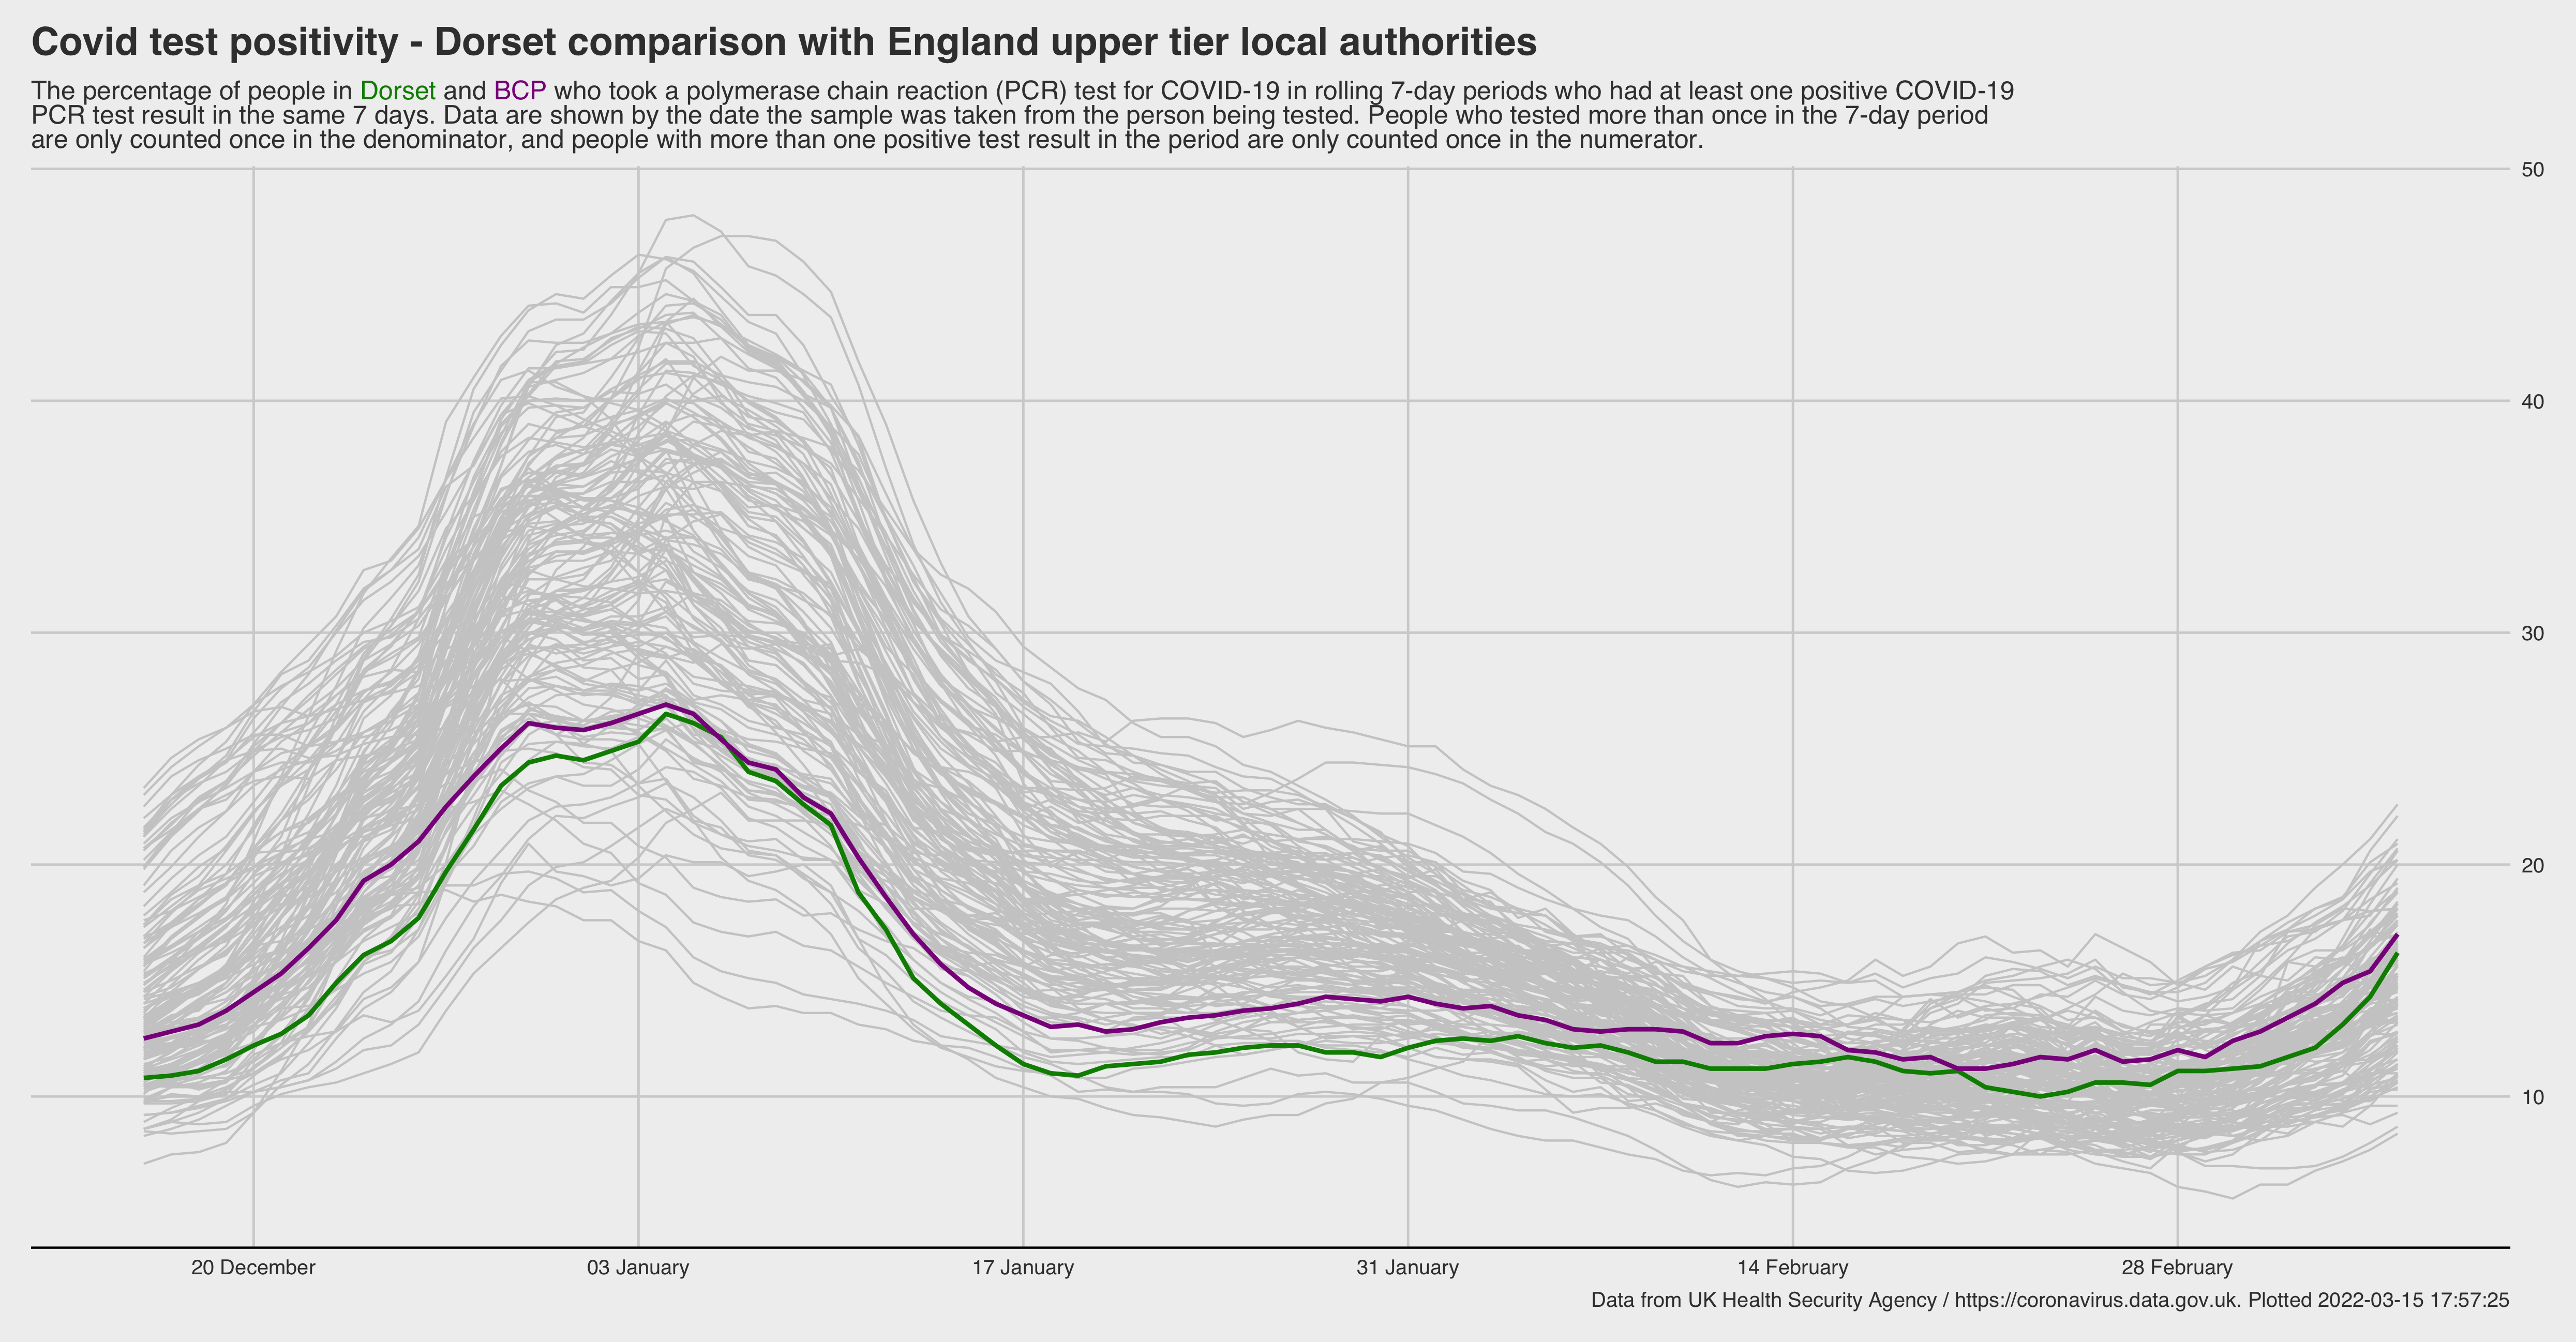 Covid test positivity - Dorset comparison with England upper tier local authorities
The percentage of people in Dorset and BCP who took a polymerase chain reaction (PCR) test for COVID-19 in rolling 7-day periods who had at least one positive COVID-19
PCR test result in the same 7 days. Data are shown by the date the sample was taken from the person being tested. People who tested more than once in the 7-day period
are only counted once in the denominator, and people with more than one positive test result in the period are only counted once in the numerator.
50
40
30
20
10
20 December
03 January
17 January
31 January
14 February
28 February
Data from UK Health Security Agency / https://coronavirus.data.gov.uk. Plotted 2022-03-15 17:57:25